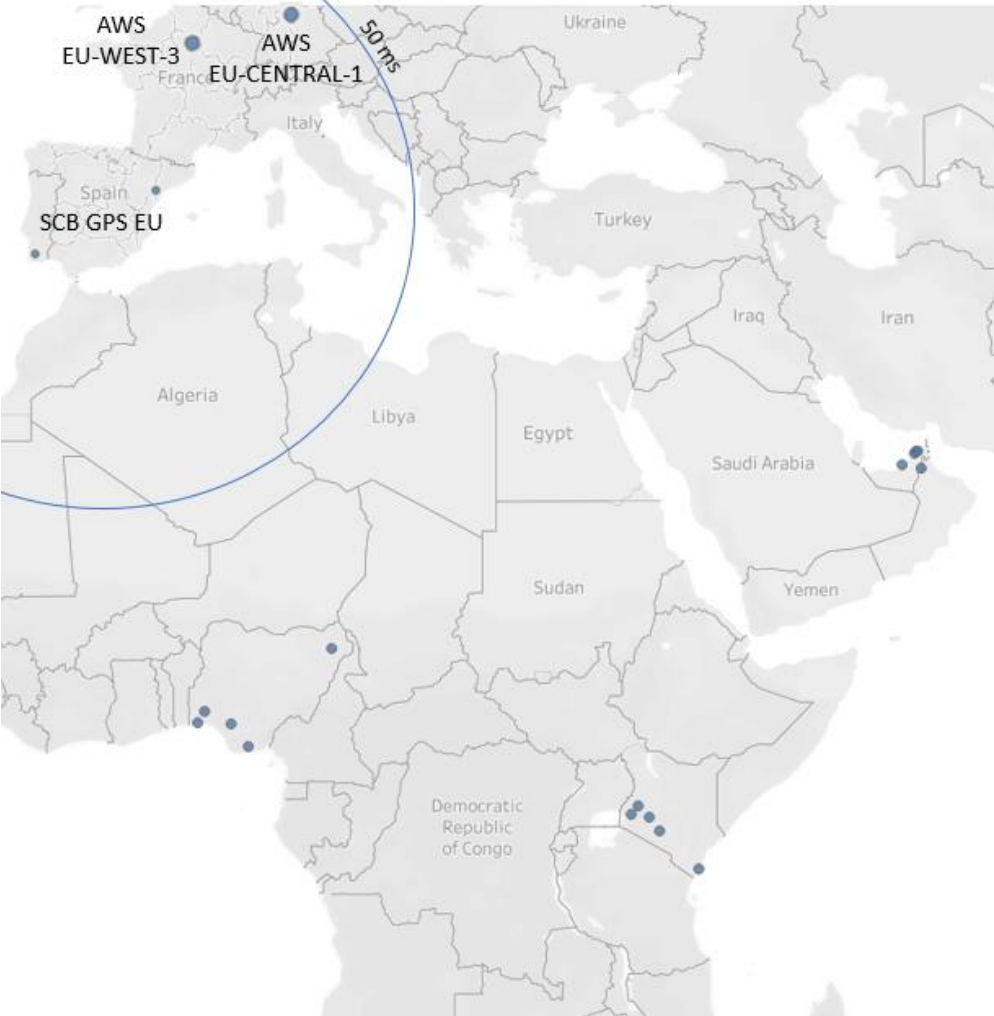 AWS
EU-WEST-3
AWS
EU-CENTRAL-1
50 ms
Ukraine
France
Italy
Spain
SCB GPS EU
Turkey
Iraq
Iran
Algeria
Libya
Egypt
Saudi Arabia
Sudan
Yemen
Democratic
Republic
of Congo